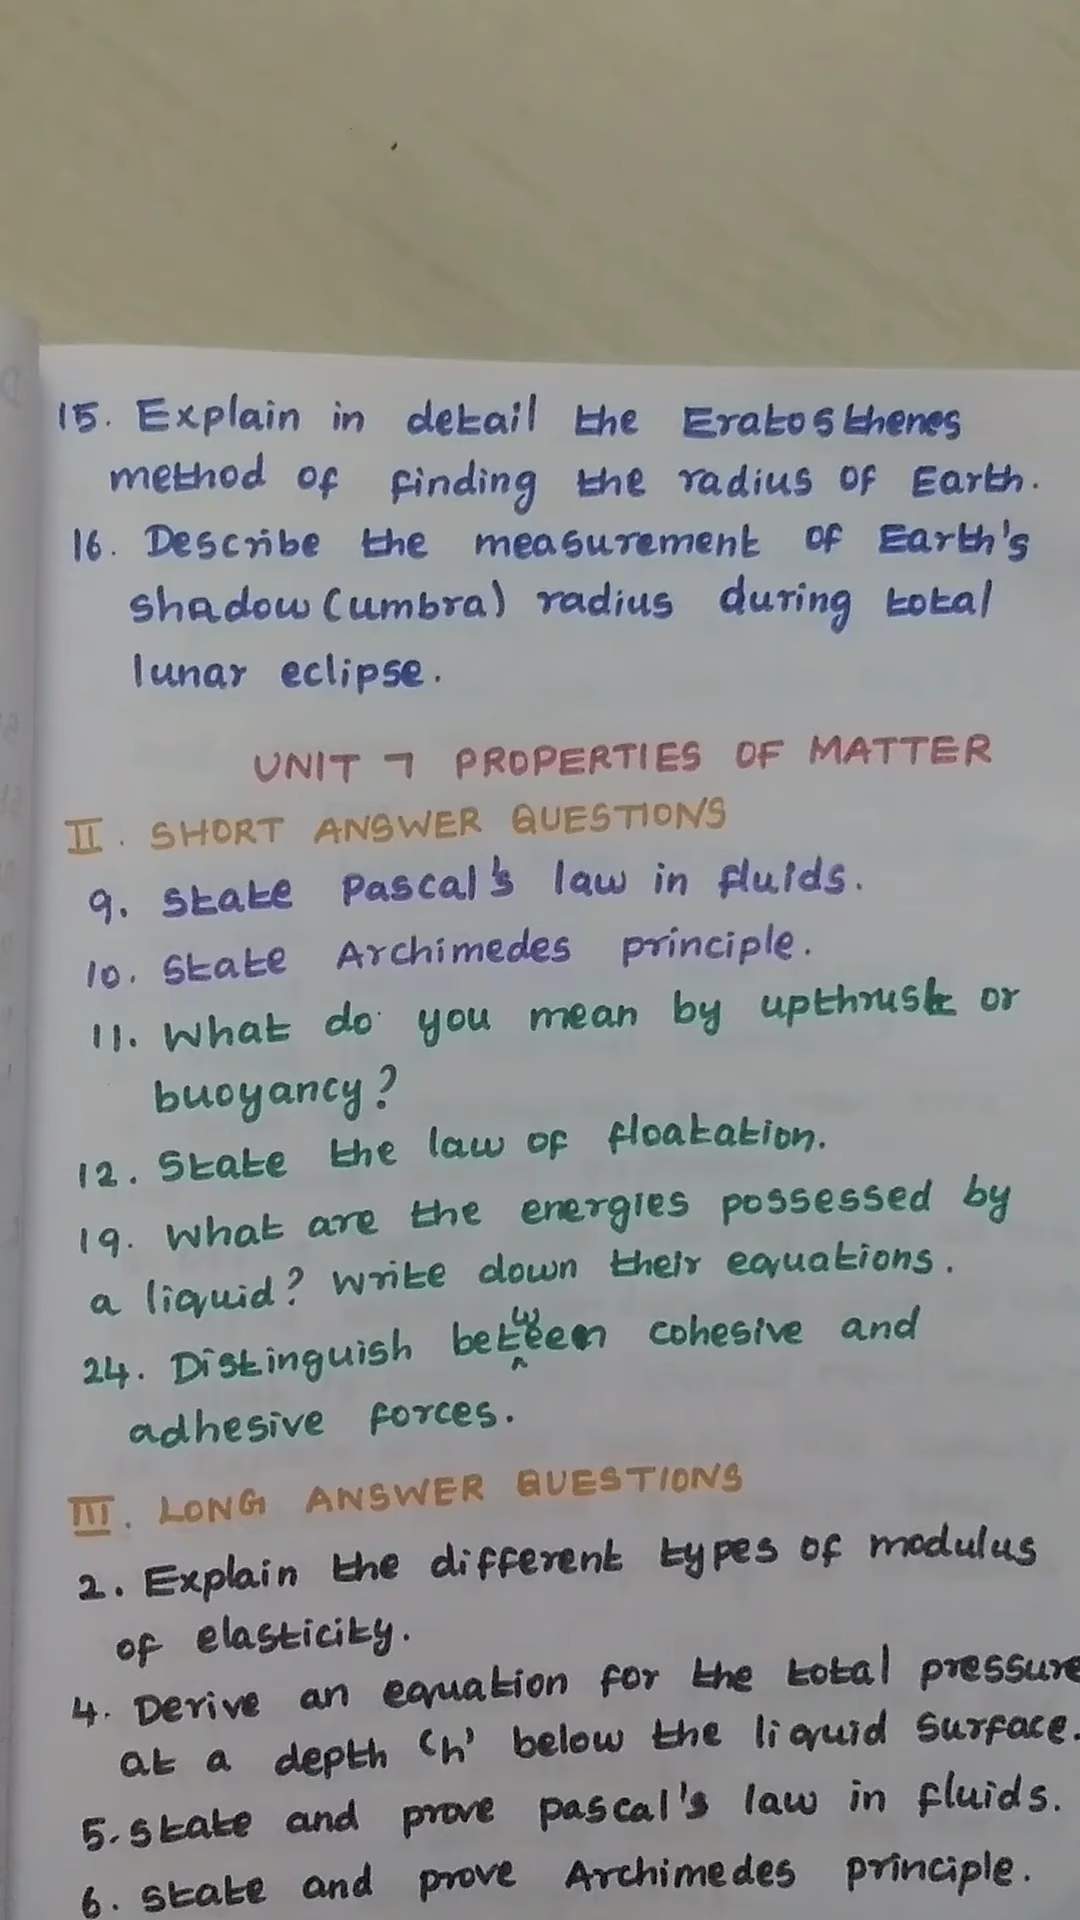 15. Explain in detail the Eratosthenes
method of finding the radius of Earth.
16. Describe the measurement of Earth's
shadow (umbra) radius during total
lunar eclipse.
UNIT 7 PROPERTIES OF MATTER
II. SHORT ANSWER QUESTIONS
9. State Pascal's law in fluids.
10. State Archimedes principle.
11. What do you mean by upthrust or
buoyancy?
12. State the law of floatation.
19. What are the energies possessed by
a liquid? Write down their equations.
24. Distinguish between cohesive and
adhesive forces.
III. LONG ANSWER QUESTIONS
2. Explain the different types of modulus
of elasticity.
4. Derive an equation for the total pressure
at a depth 'h' below the liquid surface.
5. State and prove pascal's law in fluids.
6. State and prove Archimedes principle.